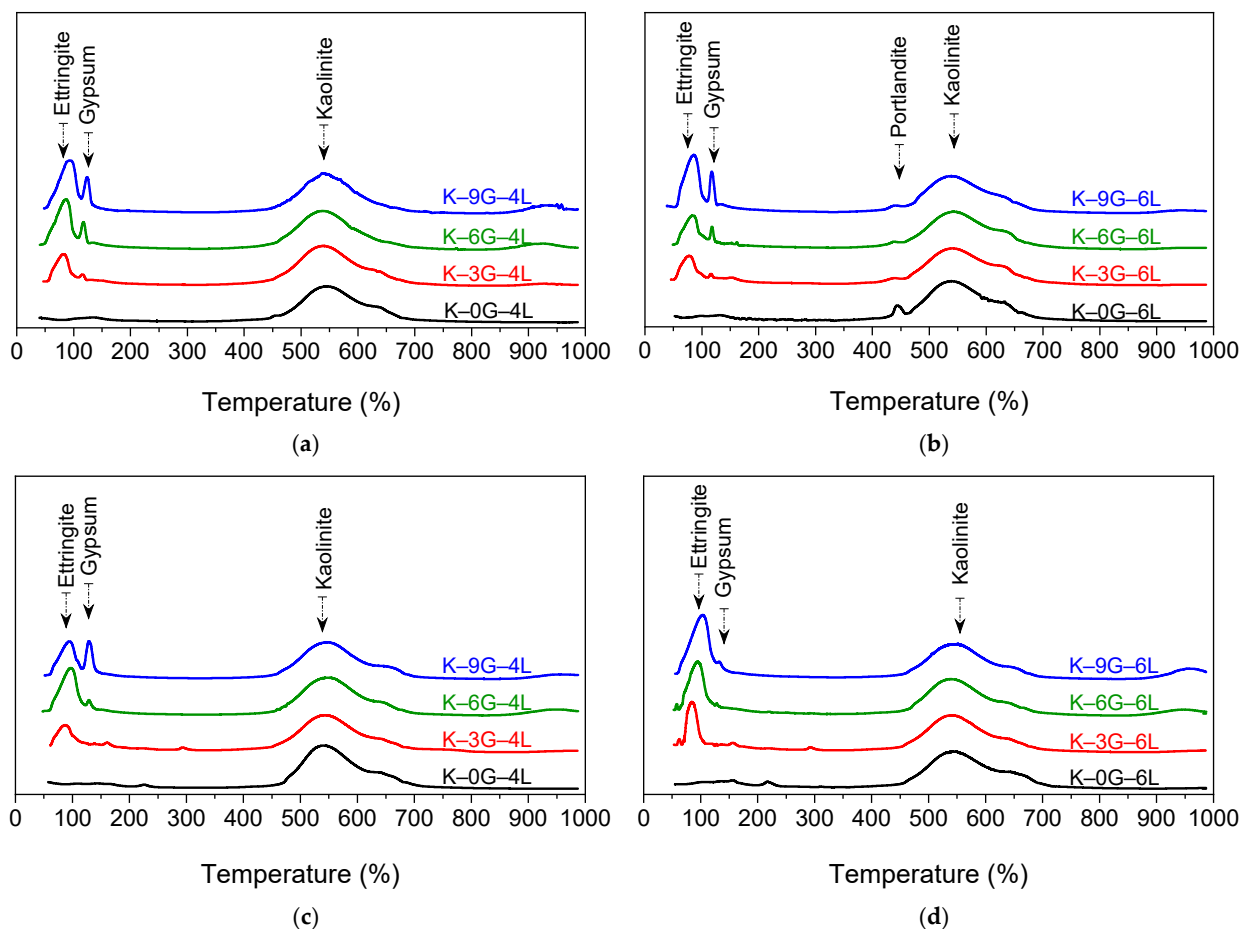 Ettringite
Gypsum
Kaolinite
K–9G–4L
K–6G–4L
K–3G–4L
K–0G–4L
0 100 200 300 400 500 600 700 800 900 1000
Temperature (%)
(a)
Ettringite
Gypsum
Portlandite
Kaolinite
K–9G–6L
K–6G–6L
K–3G–6L
K–0G–6L
0 100 200 300 400 500 600 700 800 900 1000
Temperature (%)
(b)
Ettringite
Gypsum
Kaolinite
K–9G–4L
K–6G–4L
K–3G–4L
K–0G–4L
0 100 200 300 400 500 600 700 800 900 1000
Temperature (%)
(c)
Ettringite
Gypsum
Kaolinite
K–9G–6L
K–6G–6L
K–3G–6L
K–0G–6L
0 100 200 300 400 500 600 700 800 900 1000
Temperature (%)
(d)